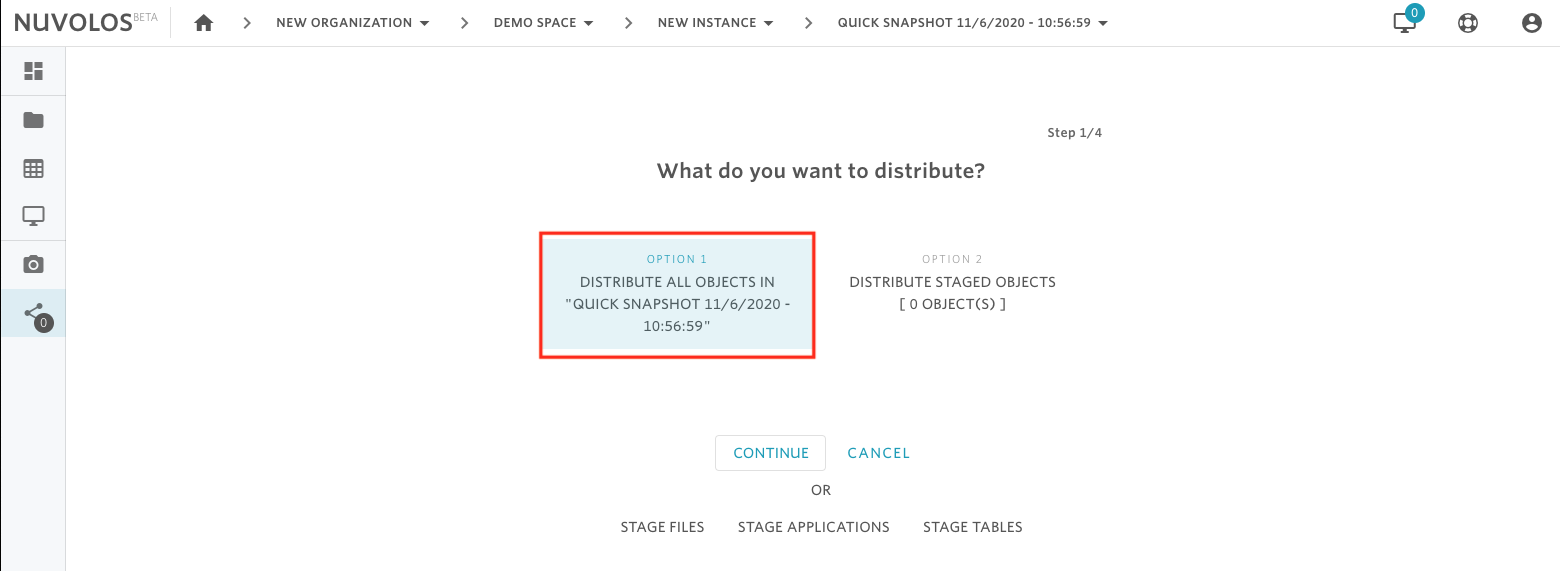 NUVOLOS BETA
NEW ORGANIZATION
DEMO SPACE
NEW INSTANCE
QUICK SNAPSHOT 11/6/2020 - 10:56:59
0
0
Step 1/4
What do you want to distribute?
OPTION 1
DISTRIBUTE ALL OBJECTS IN
"QUICK SNAPSHOT 11/6/2020 -
10:56:59"
OPTION 2
DISTRIBUTE STAGED OBJECTS
[ 0 OBJECT(S) ]
CONTINUE
CANCEL
OR
STAGE FILES
STAGE APPLICATIONS
STAGE TABLES